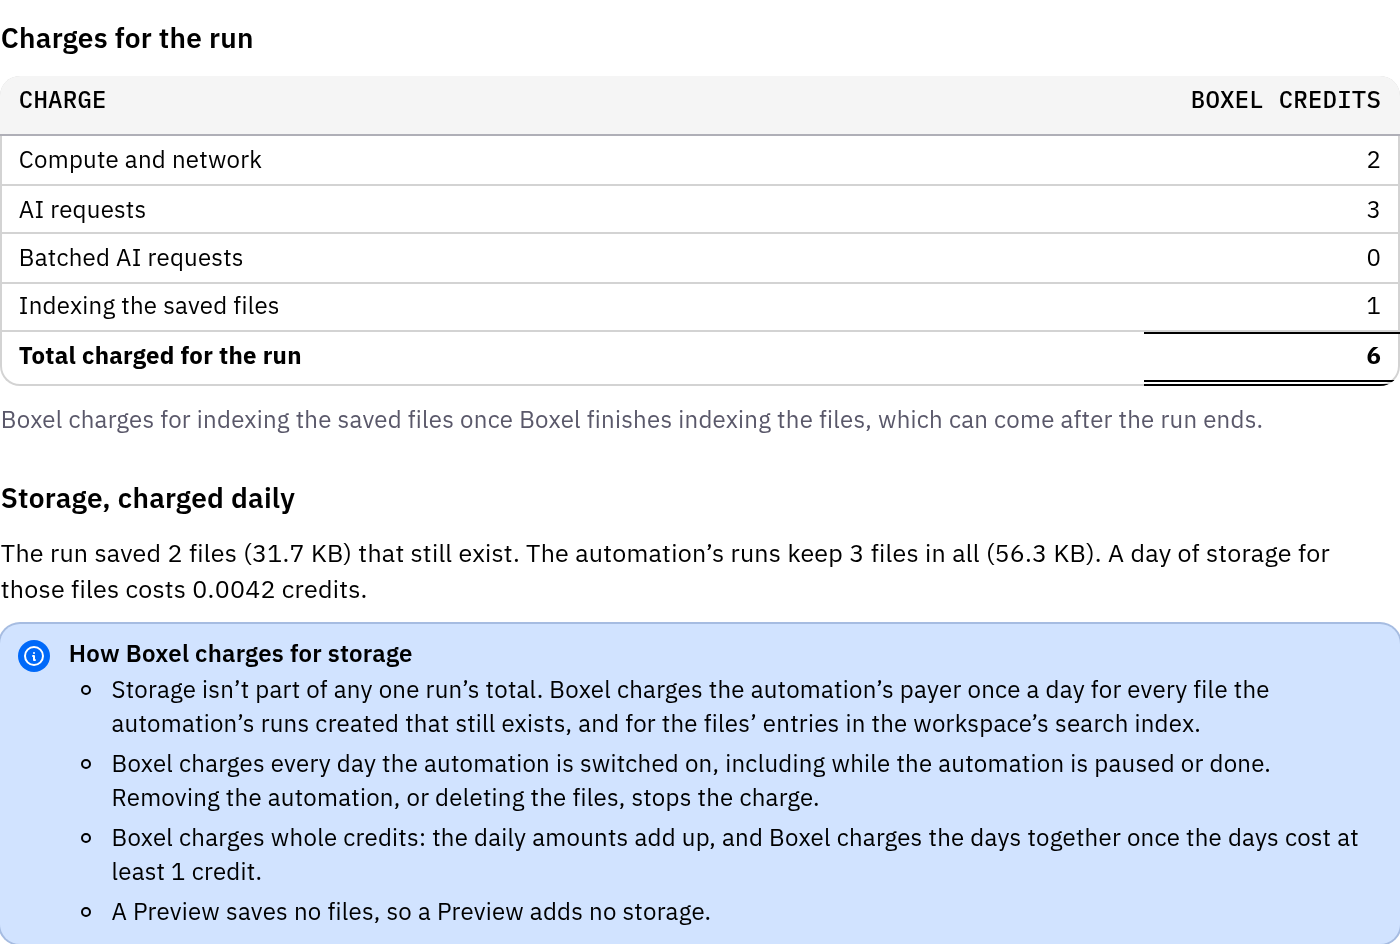 Charges for the run
CHARGE BOXEL CREDITS
Compute and network 2
AI requests 3
Batched AI requests 0
Indexing the saved files 1
Total charged for the run 6
Boxel charges for indexing the saved files once Boxel finishes indexing the files, which can come after the run ends.
Storage, charged daily
The run saved 2 files (31.7 KB) that still exist. The automation’s runs keep 3 files in all (56.3 KB). A day of storage for
those files costs 0.0042 credits.
How Boxel charges for storage
Storage isn’t part of any one run’s total. Boxel charges the automation’s payer once a day for every file the
automation’s runs created that still exists, and for the files’ entries in the workspace’s search index.
Boxel charges every day the automation is switched on, including while the automation is paused or done.
Removing the automation, or deleting the files, stops the charge.
Boxel charges whole credits: the daily amounts add up, and Boxel charges the days together once the days cost at
least 1 credit.
A Preview saves no files, so a Preview adds no storage.